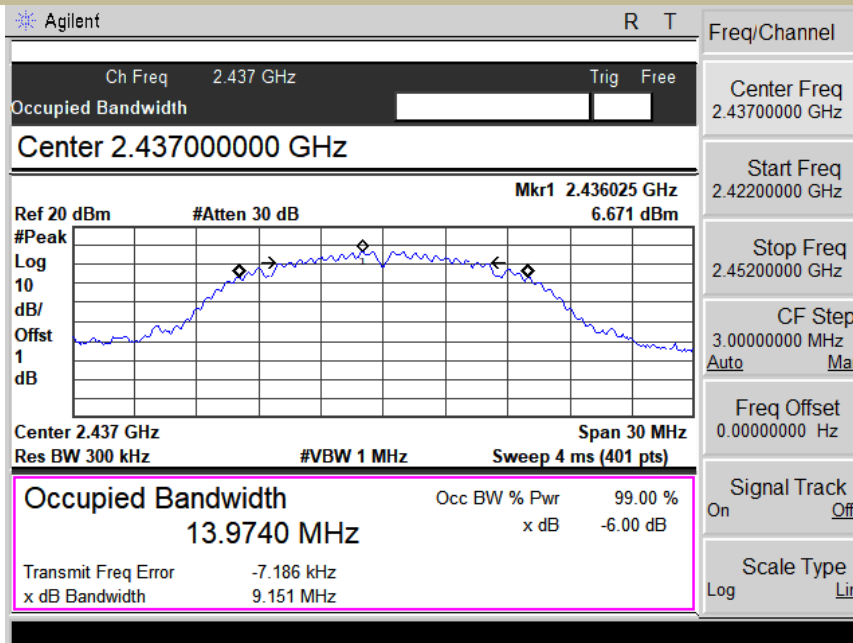 Agilent R T
Ch Freq 2.437 GHz Trig Free
Occupied Bandwidth
Center 2.437000000 GHz
Mkr1 2.436025 GHz
Ref 20 dBm #Atten 30 dB 6.671 dBm
#Peak
Log
10
dB/
Offst
1
dB
1
Center 2.437 GHz Span 30 MHz
Res BW 300 kHz #VBW 1 MHz Sweep 4 ms (401 pts)
Occupied Bandwidth
13.9740 MHz
Occ BW % Pwr 99.00 %
x dB -6.00 dB
Transmit Freq Error -7.186 kHz
x dB Bandwidth 9.151 MHz
Freq/Channel
Center Freq
2.43700000 GHz
Start Freq
2.42200000 GHz
Stop Freq
2.45200000 GHz
CF Step
3.00000000 MHz
Auto Ma
Freq Offset
0.00000000 Hz
Signal Track
On Off
Scale Type
Log Lin